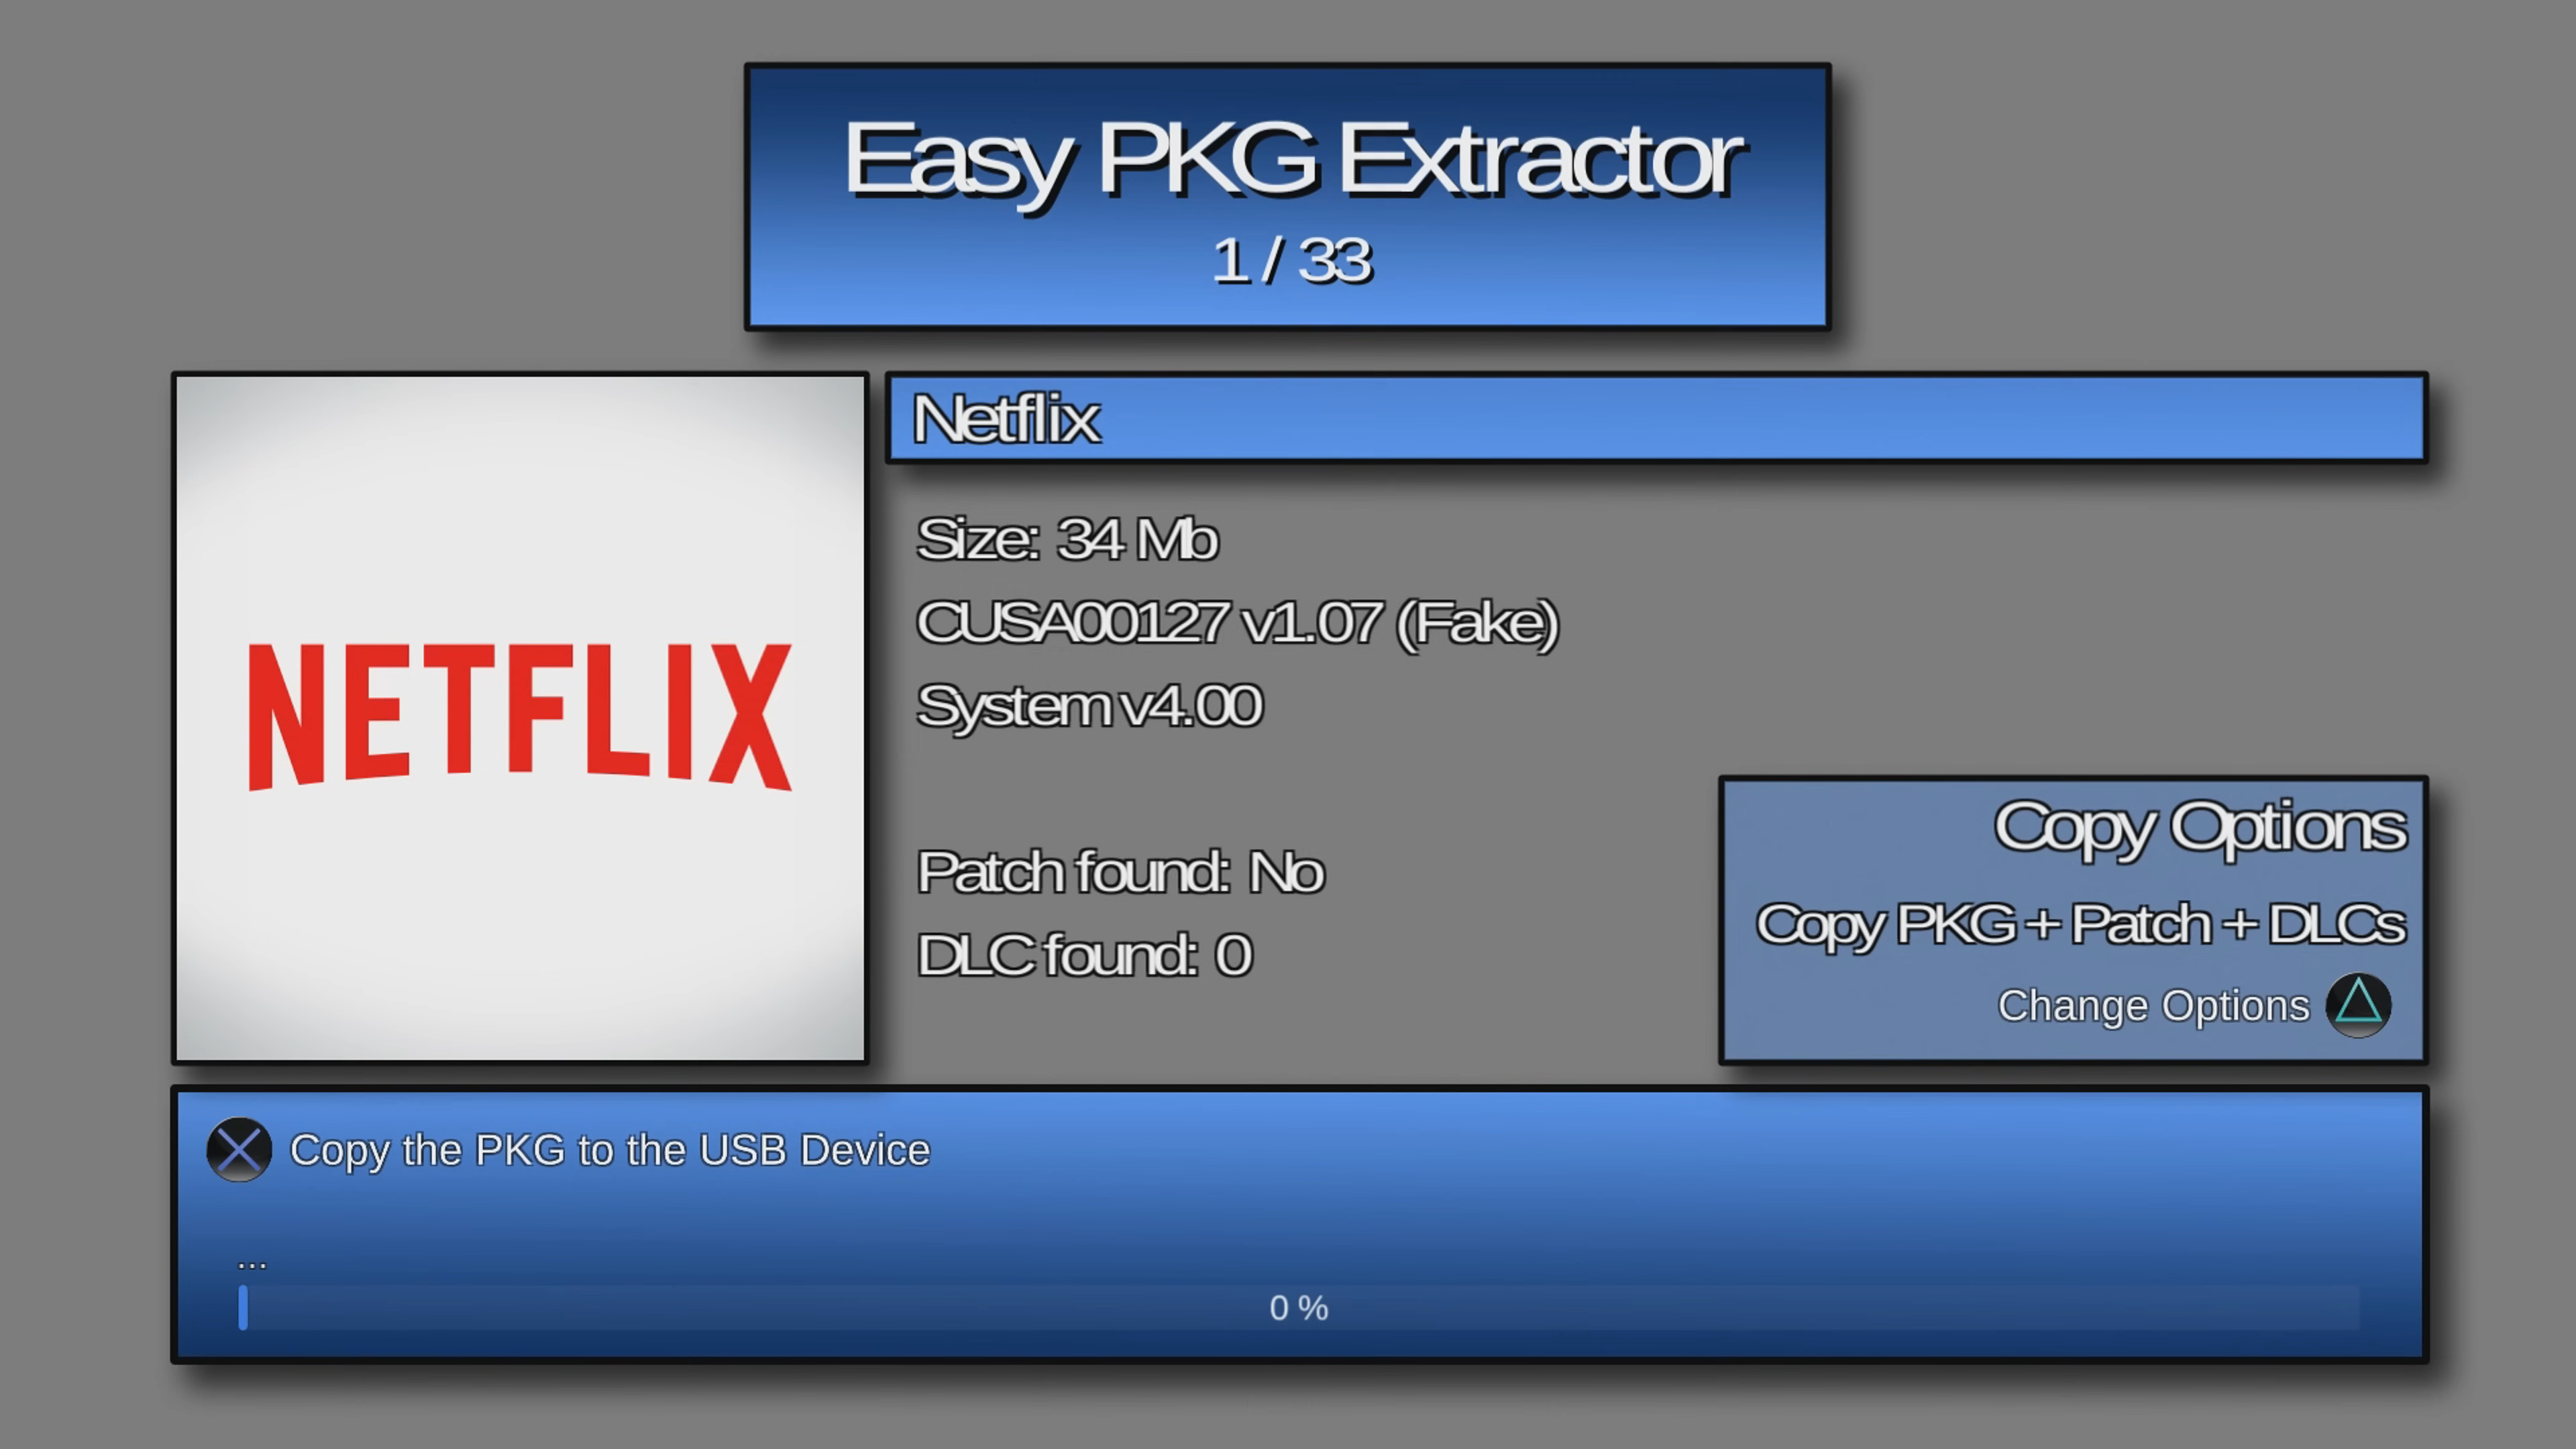 Easy PKG Extractor
1 / 33
NETFLIX
Netflix
Size: 34 Mb
CUSA00127 v1.07 (Fake)
System v4.00
Patch found: No
DLC found: 0
Copy Options
Copy PKG + Patch + DLCs
Change Options
Copy the PKG to the USB Device
...
0 %